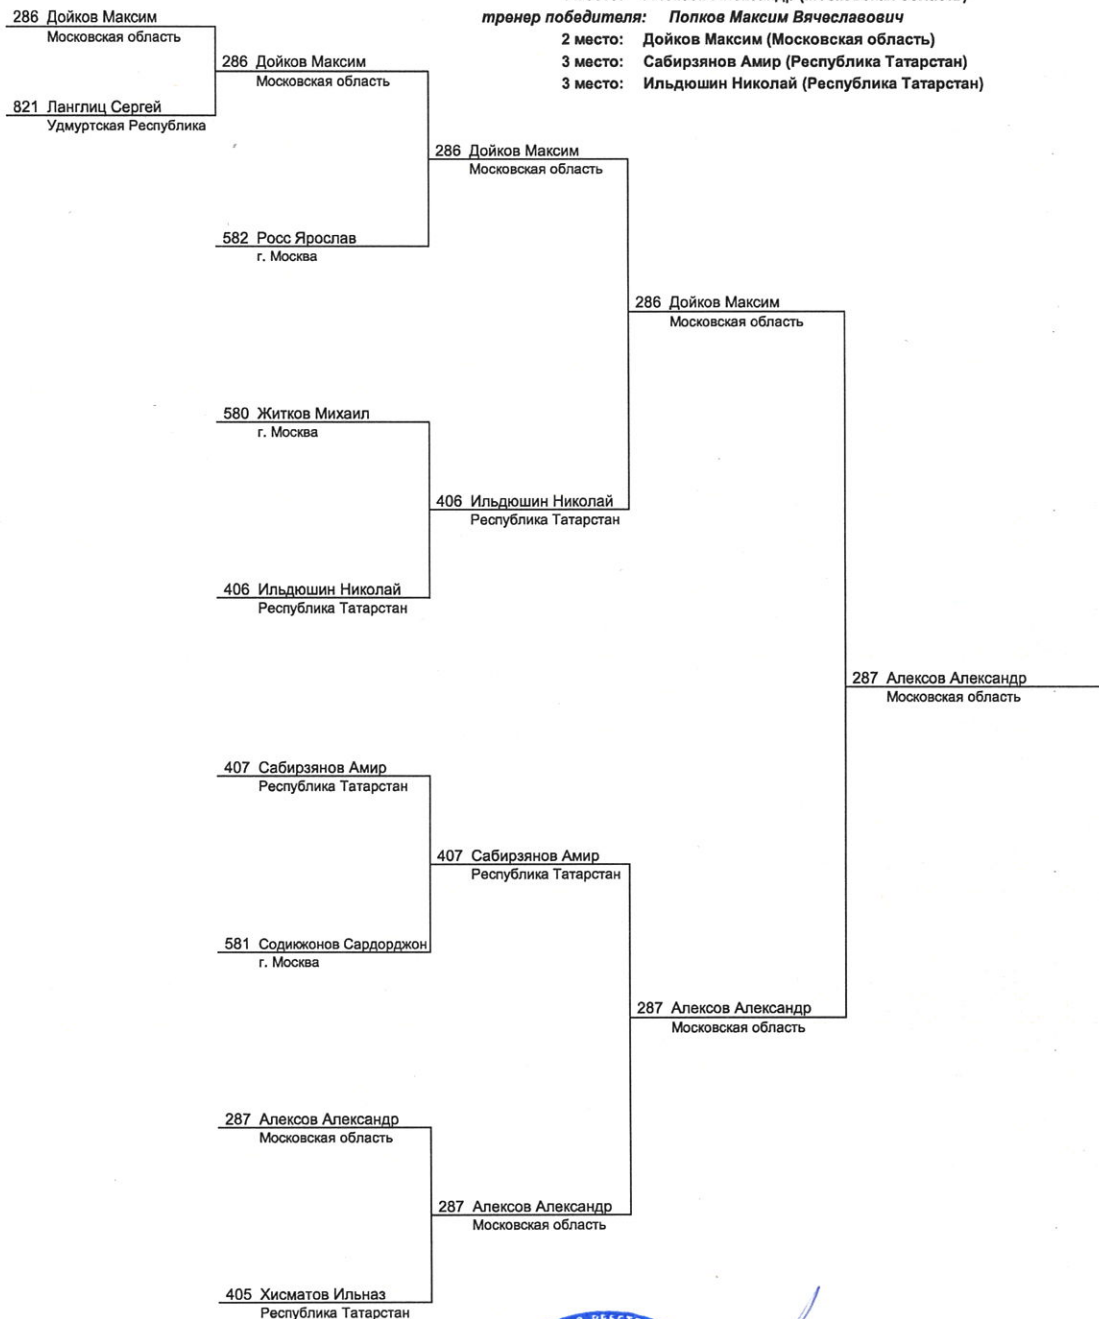 286 Дойков Максим
Московская область
тренер победителя: Попков Максим Вячеславович
2 место: Дойков Максим (Московская область)
3 место: Сабирзянов Амир (Республика Татарстан)
3 место: Ильдюшин Николай (Республика Татарстан)
286 Дойков Максим
Московская область
821 Ланглиц Сергей
Удмуртская Республика
286 Дойков Максим
Московская область
582 Росс Ярослав
г. Москва
286 Дойков Максим
Московская область
580 Житков Михаил
г. Москва
406 Ильдюшин Николай
Республика Татарстан
406 Ильдюшин Николай
Республика Татарстан
287 Алексов Александр
Московская область
407 Сабирзянов Амир
Республика Татарстан
407 Сабирзянов Амир
Республика Татарстан
581 Содикжонов Сардорджон
г. Москва
287 Алексов Александр
Московская область
287 Алексов Александр
Московская область
287 Алексов Александр
Московская область
405 Хисматов Ильназ
Республика Татарстан